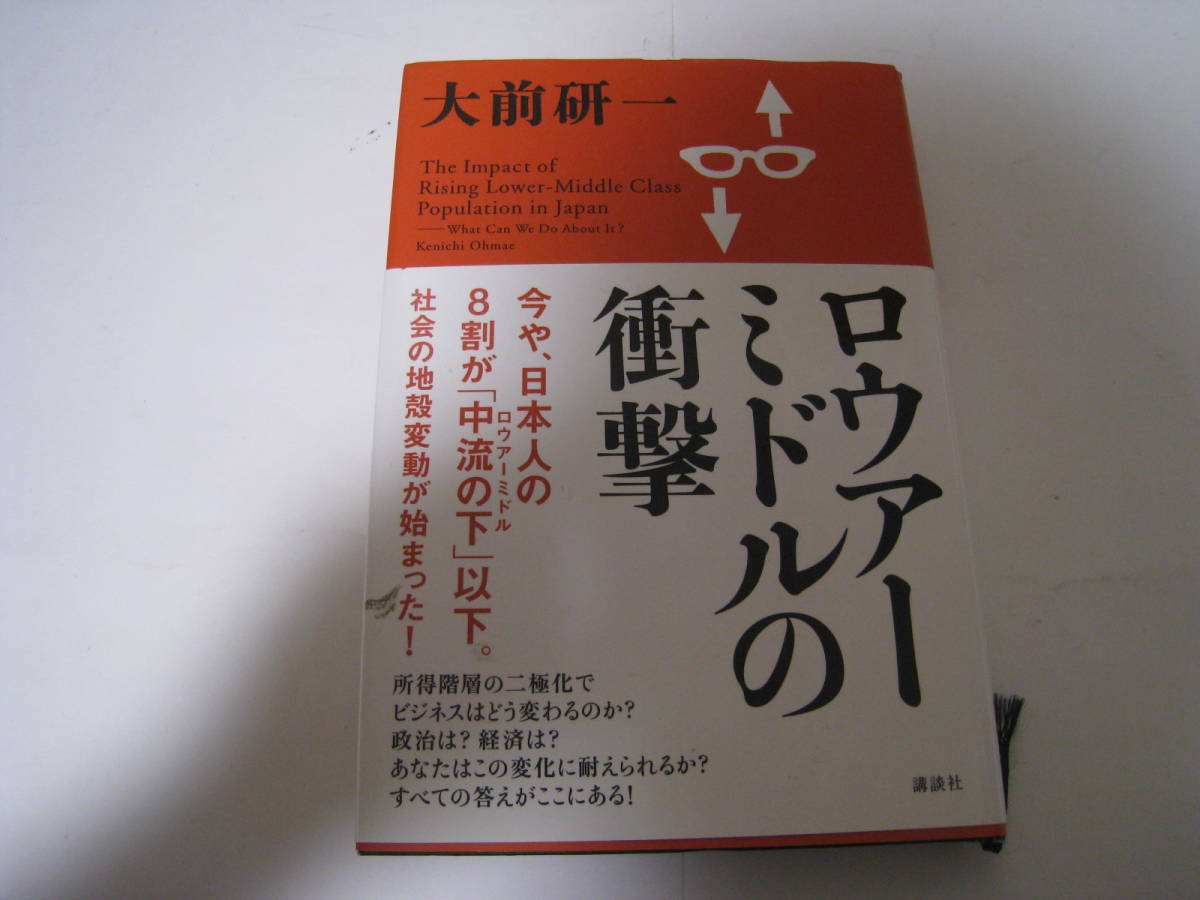 大前研一
The Impact of
Rising Lower-Middle Class
Population in Japan
——What Can We Do About It?
Kenichi Ohmae
ロウアー
ミドルの
衝撃
今や、日本人の
8割が「中流の下」以下。
ロウアーミドル
社会の地殻変動が始まった!
所得階層の二極化で
ビジネスはどう変わるのか?
政治は? 経済は?
あなたはこの変化に耐えられるか?
すべての答えがここにある!
講談社